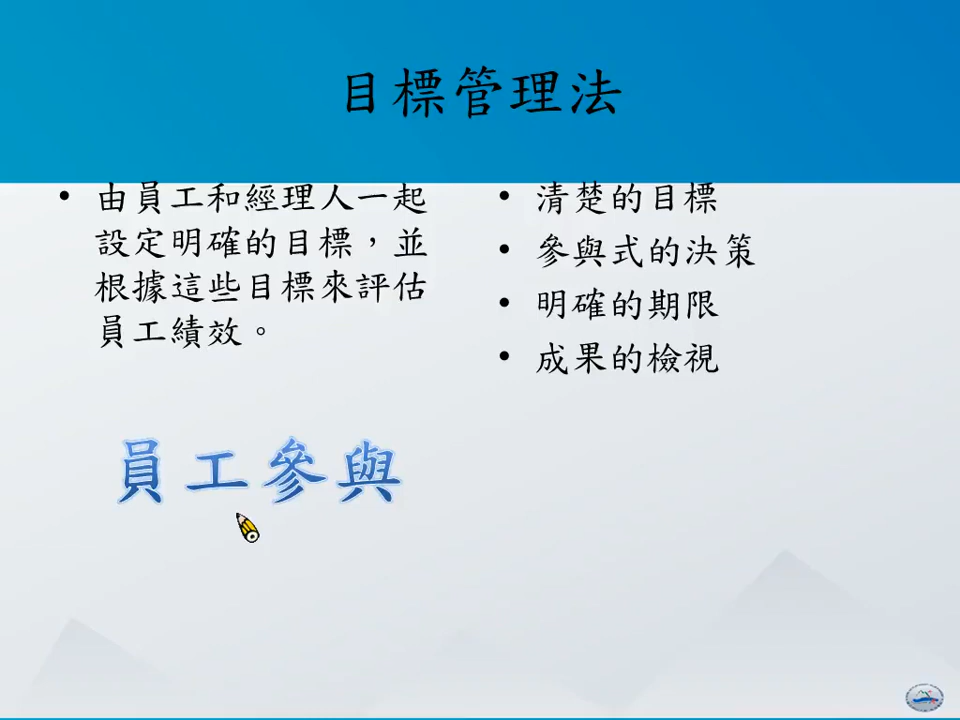 目標管理法
• 由員工和經理人一起
設定明確的目標，並
根據這些目標來評估
員工績效。
• 清楚的目標
• 參與式的決策
• 明確的期限
• 成果的檢視
員工參與